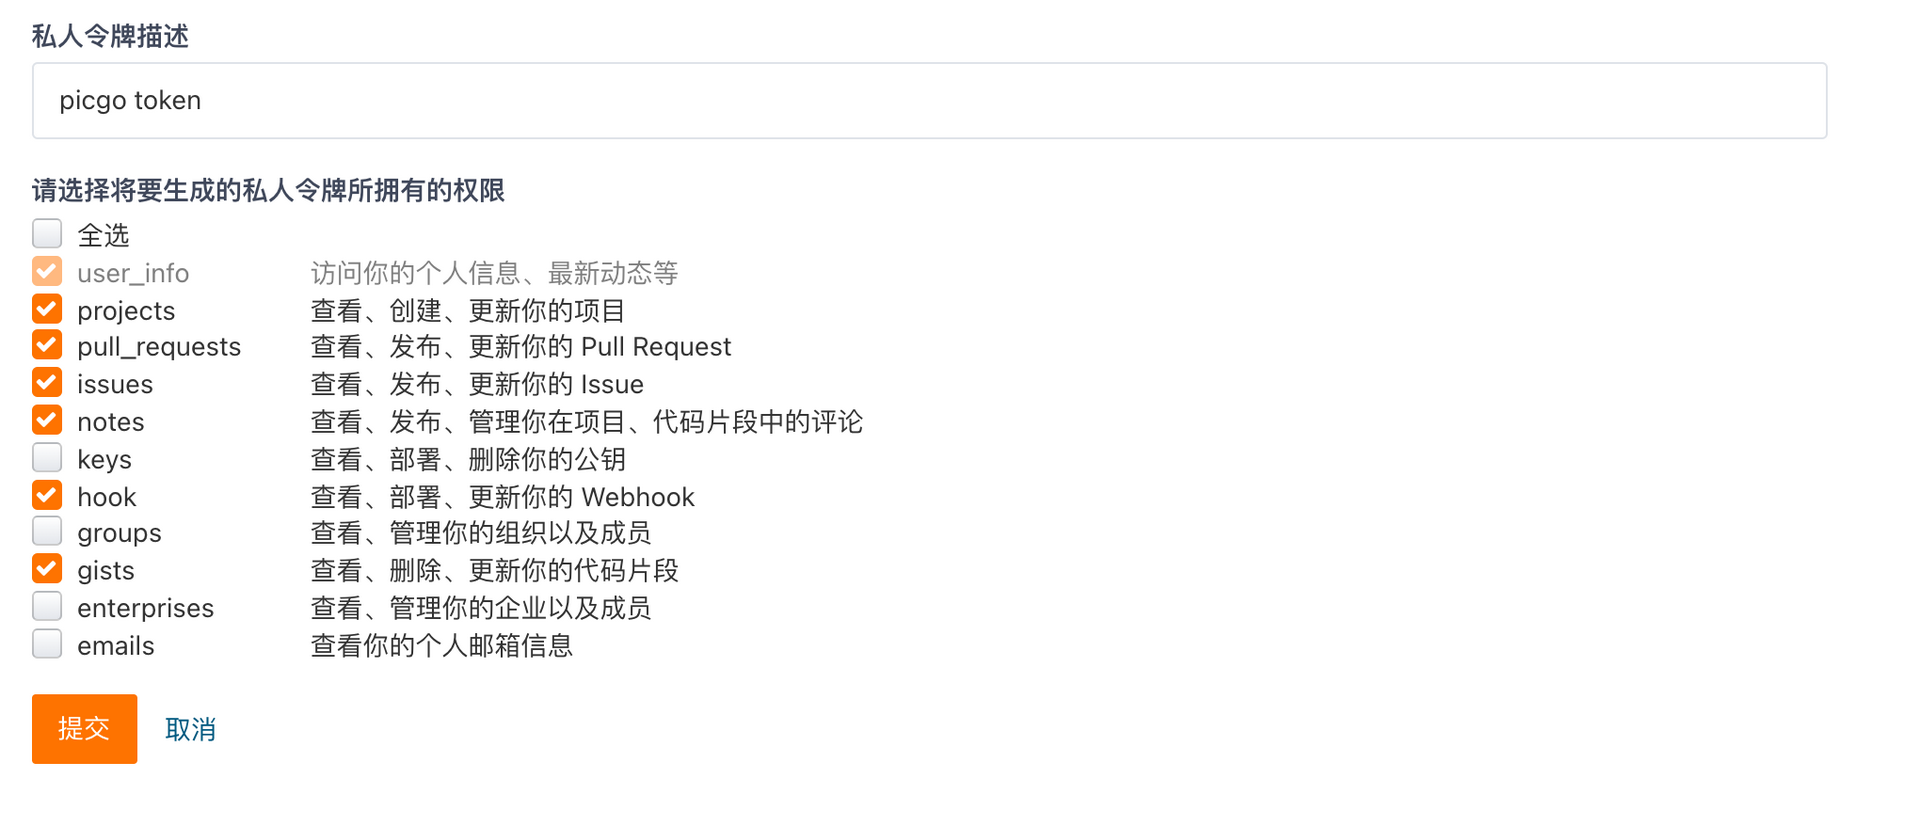 私人令牌描述
picgo token
请选择将要生成的私人令牌所拥有的权限
全选
user_info 访问你的个人信息、最新动态等
projects 查看、创建、更新你的项目
pull_requests 查看、发布、更新你的 Pull Request
issues 查看、发布、更新你的 Issue
notes 查看、发布、管理你在项目、代码片段中的评论
keys 查看、部署、删除你的公钥
hook 查看、部署、更新你的 Webhook
groups 查看、管理你的组织以及成员
gists 查看、删除、更新你的代码片段
enterprises 查看、管理你的企业以及成员
emails 查看你的个人邮箱信息
提交 取消